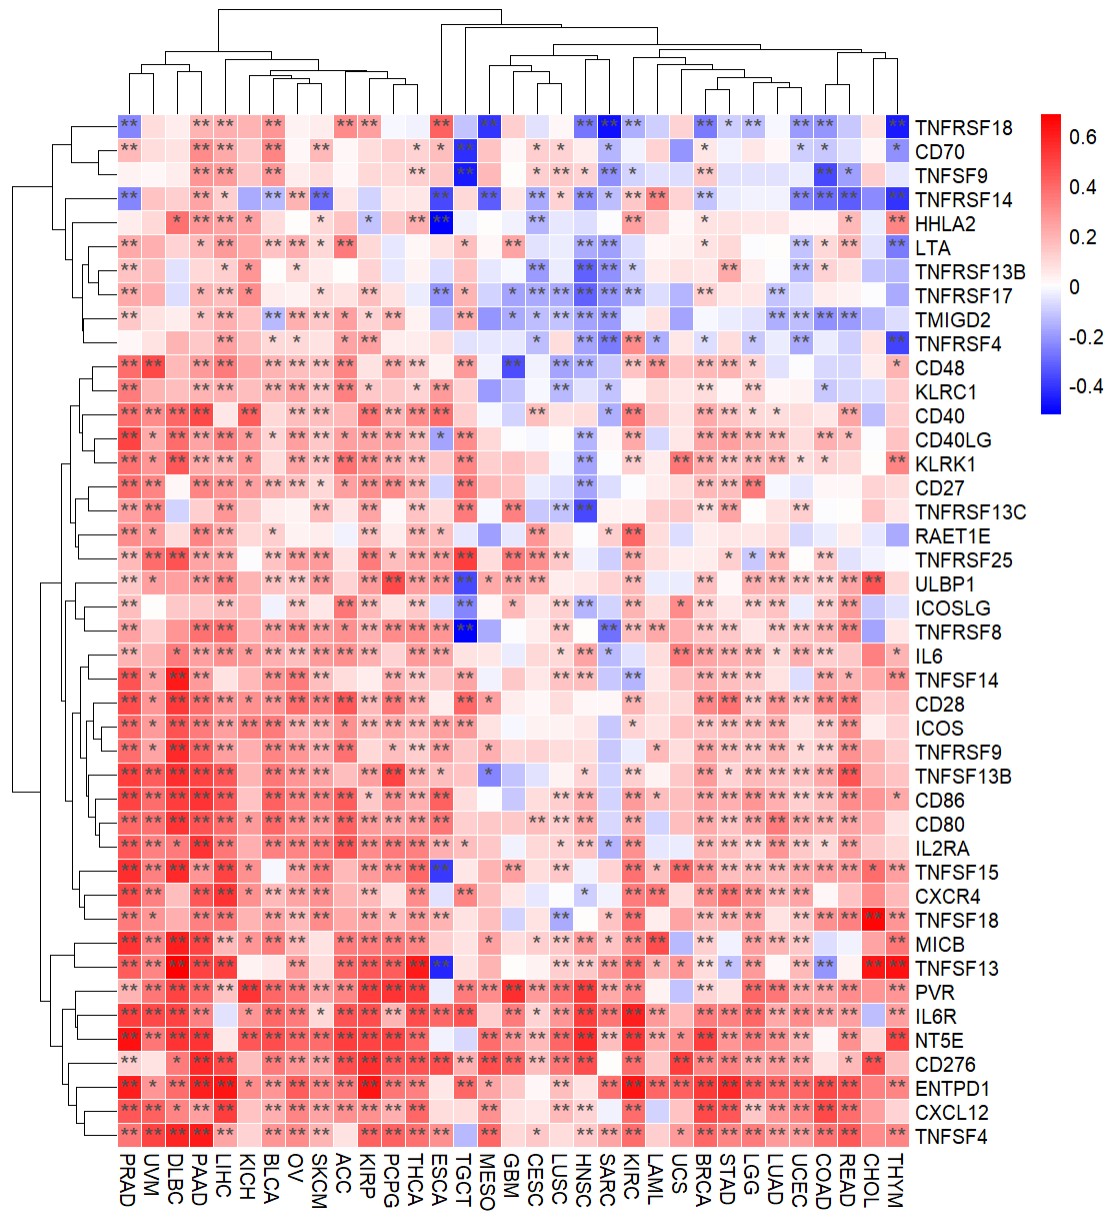 TNFRSF18
CD70
TNFSF9
TNFRSF14
HHLA2
LTA
TNFRSF13B
TNFRSF17
TMIGD2
TNFRSF4
CD48
KLRC1
CD40
CD40LG
KLRK1
CD27
TNFRSF13C
RAET1E
TNFRSF25
ULBP1
ICOSLG
TNFRSF8
IL6
TNFSF14
CD28
ICOS
TNFRSF9
TNFSF13B
CD86
CD80
IL2RA
TNFSF15
CXCR4
TNFSF18
MICB
TNFSF13
PVR
IL6R
NT5E
CD276
ENTPD1
CXCL12
TNFSF4
0.6
0.4
0.2
0
-0.2
-0.4
PRAD
UVM
DLBC
PAAD
LIHC
KICH
BLCA
OV
SKCM
ACC
KIRP
PCPG
THCA
ESCA
TGCT
MESO
GBM
CESC
LUSC
HNSC
SARC
KIRC
LAML
UCS
BRCA
STAD
LGG
LUAD
UCEC
COAD
READ
CHOL
THYM